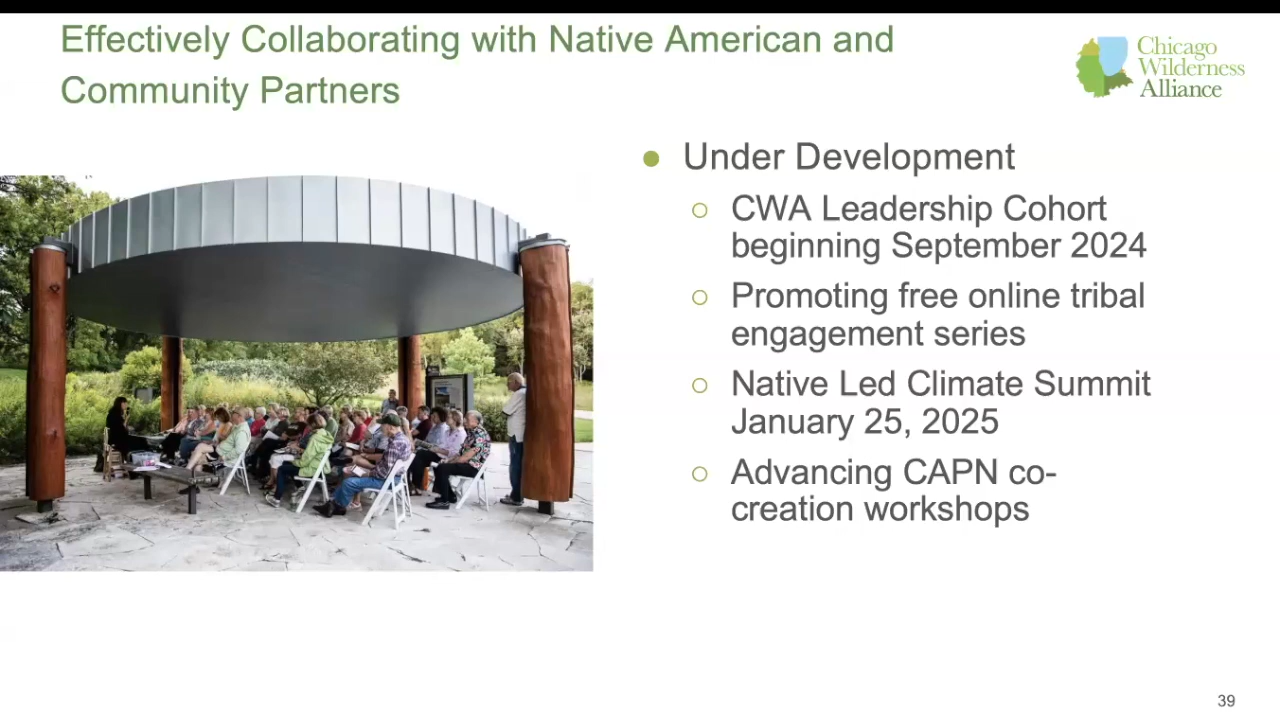 Effectively Collaborating with Native American and
Community Partners
Chicago
Wilderness
Alliance
● Under Development
○ CWA Leadership Cohort
beginning September 2024
○ Promoting free online tribal
engagement series
○ Native Led Climate Summit
January 25, 2025
○ Advancing CAPN co-
creation workshops
39